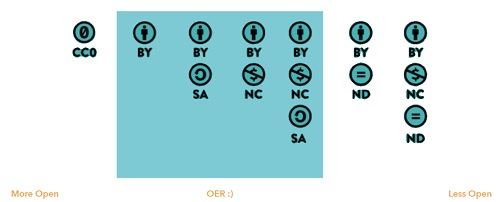 CC0 BY BY BY BY BY BY
SA NC NC ND NC
SA ND
More Open OER :) Less Open